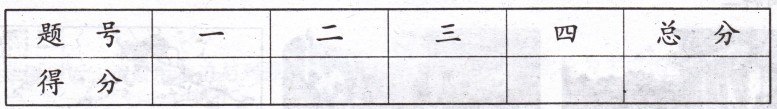 题 号 一 二 三 四 总 分
得 分